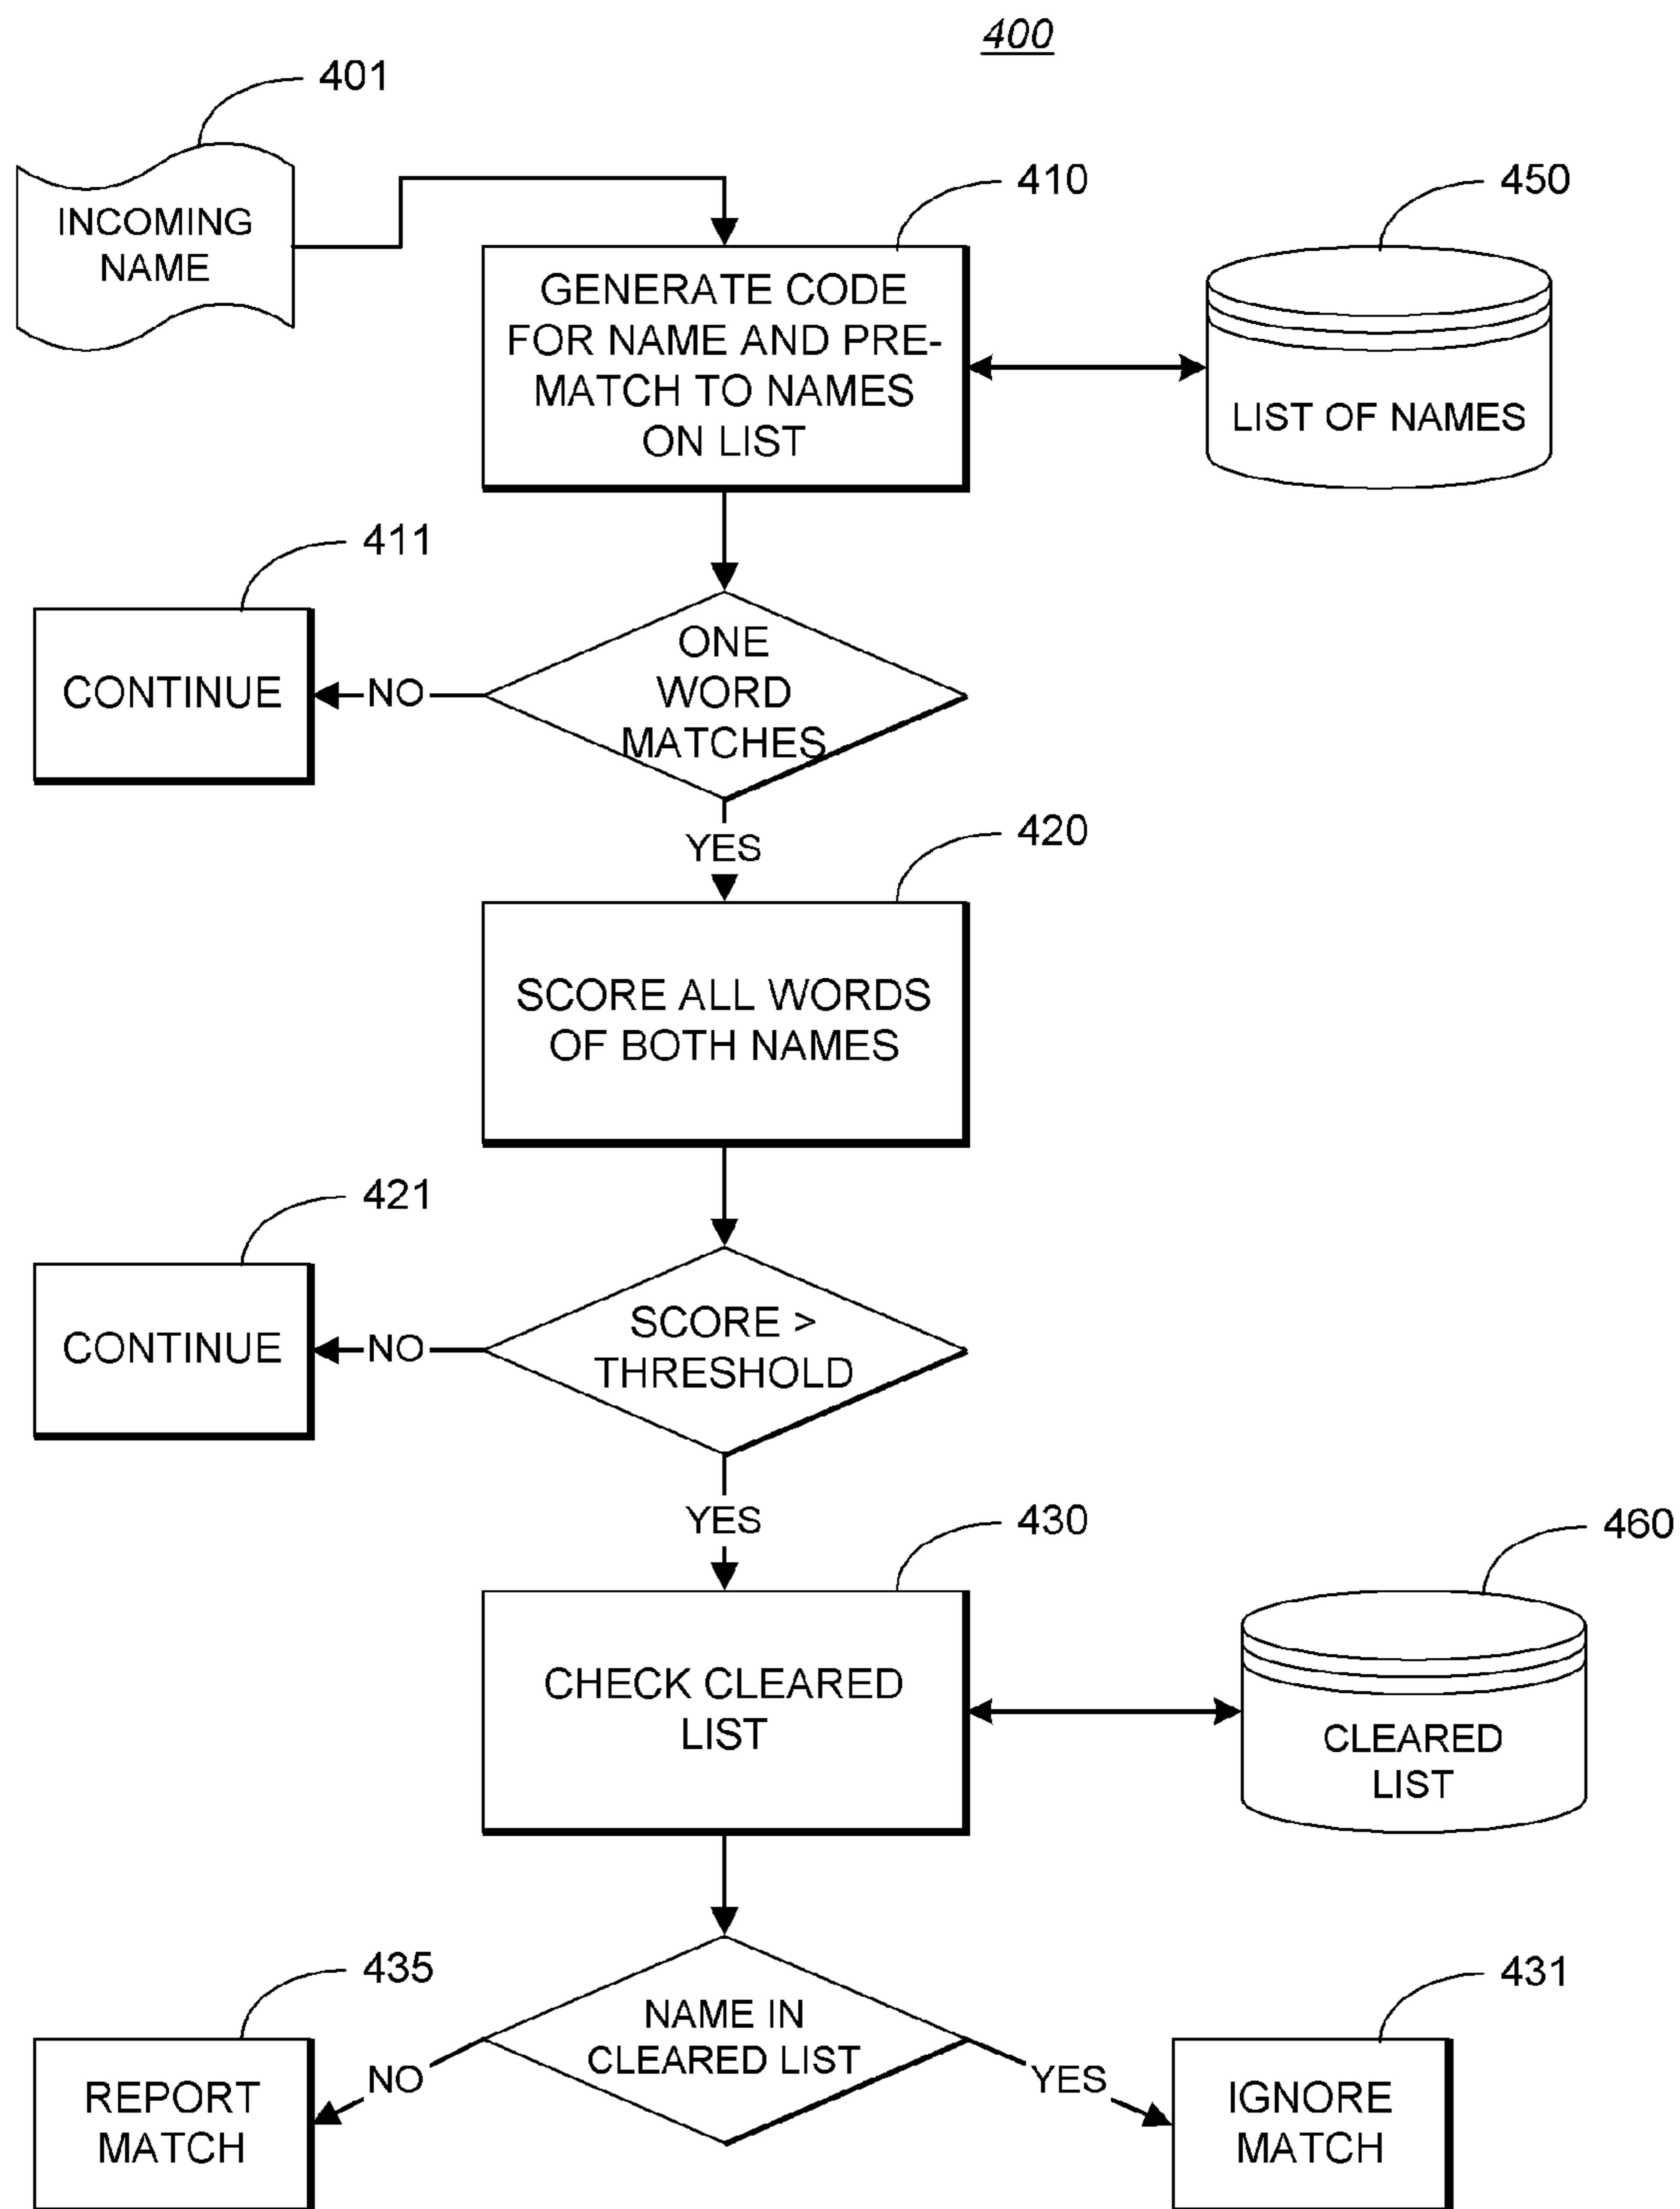 400
401
INCOMING
NAME
410
450
GENERATE CODE
FOR NAME AND PRE-
MATCH TO NAMES
ON LIST
LIST OF NAMES
411
ONE
WORD
MATCHES
CONTINUE
NO
YES
420
SCORE ALL WORDS
OF BOTH NAMES
421
SCORE >
THRESHOLD
CONTINUE
NO
YES
430
460
CHECK CLEARED
LIST
CLEARED
LIST
435
431
NAME IN
CLEARED LIST
NO
YES
REPORT
MATCH
IGNORE
MATCH